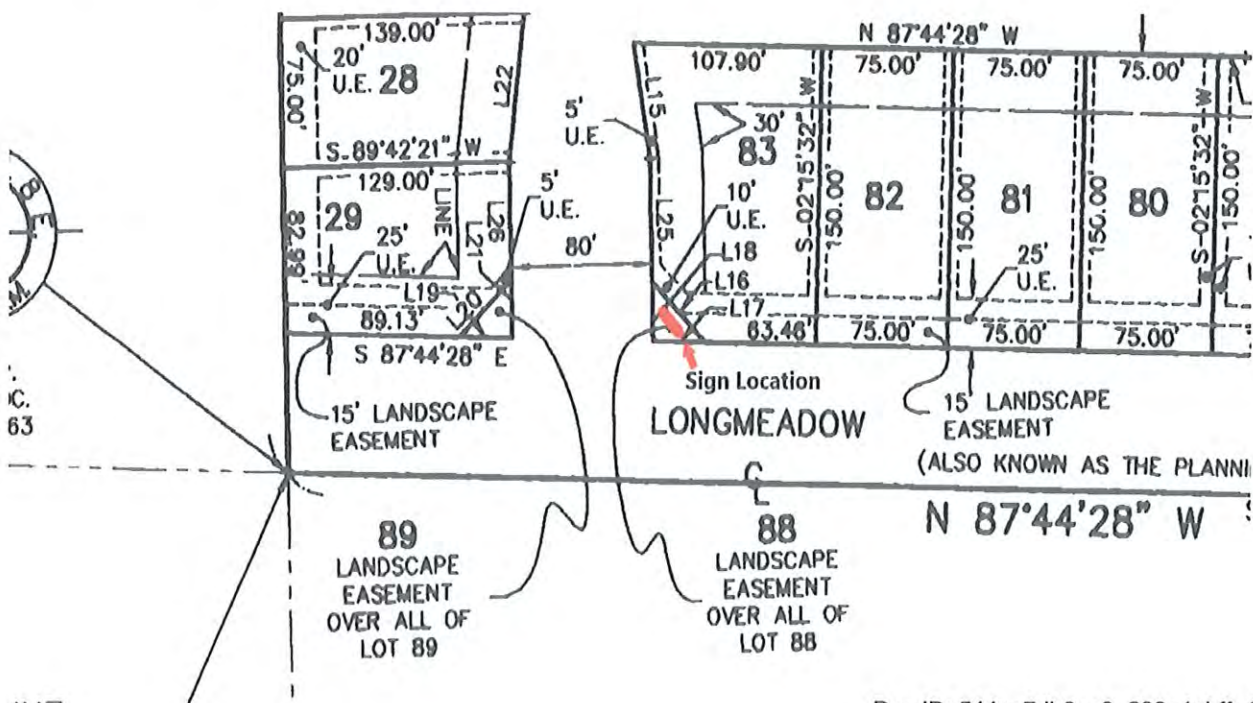 139.00'
20'
U.E. 28
75.00'
L22
S 89°42'21" W
129.00'
29
25'
U.E.
82.99'
LINE
L21
L26
5'
U.E.
L19
20'
89.13'
S 87°44'28" E
15' LANDSCAPE
EASEMENT
B.E.
C.
63
80'
5'
U.E.
N 87°44'28" W
107.90'
75.00'
75.00'
75.00'
L15
30'
83
10'
U.E.
L25
L18
L16
L17
63.46'
S 02°15'32" W
150.00'
82
150.00'
81
150.00'
80
S 02°15'32" W
150.00'
25'
U.E.
75.00'
75.00'
75.00'
Sign Location
LONGMEADOW
15' LANDSCAPE
EASEMENT
(ALSO KNOWN AS THE PLANNI
CL
N 87°44'28" W
89
LANDSCAPE
EASEMENT
OVER ALL OF
LOT 89
88
LANDSCAPE
EASEMENT
OVER ALL OF
LOT 88